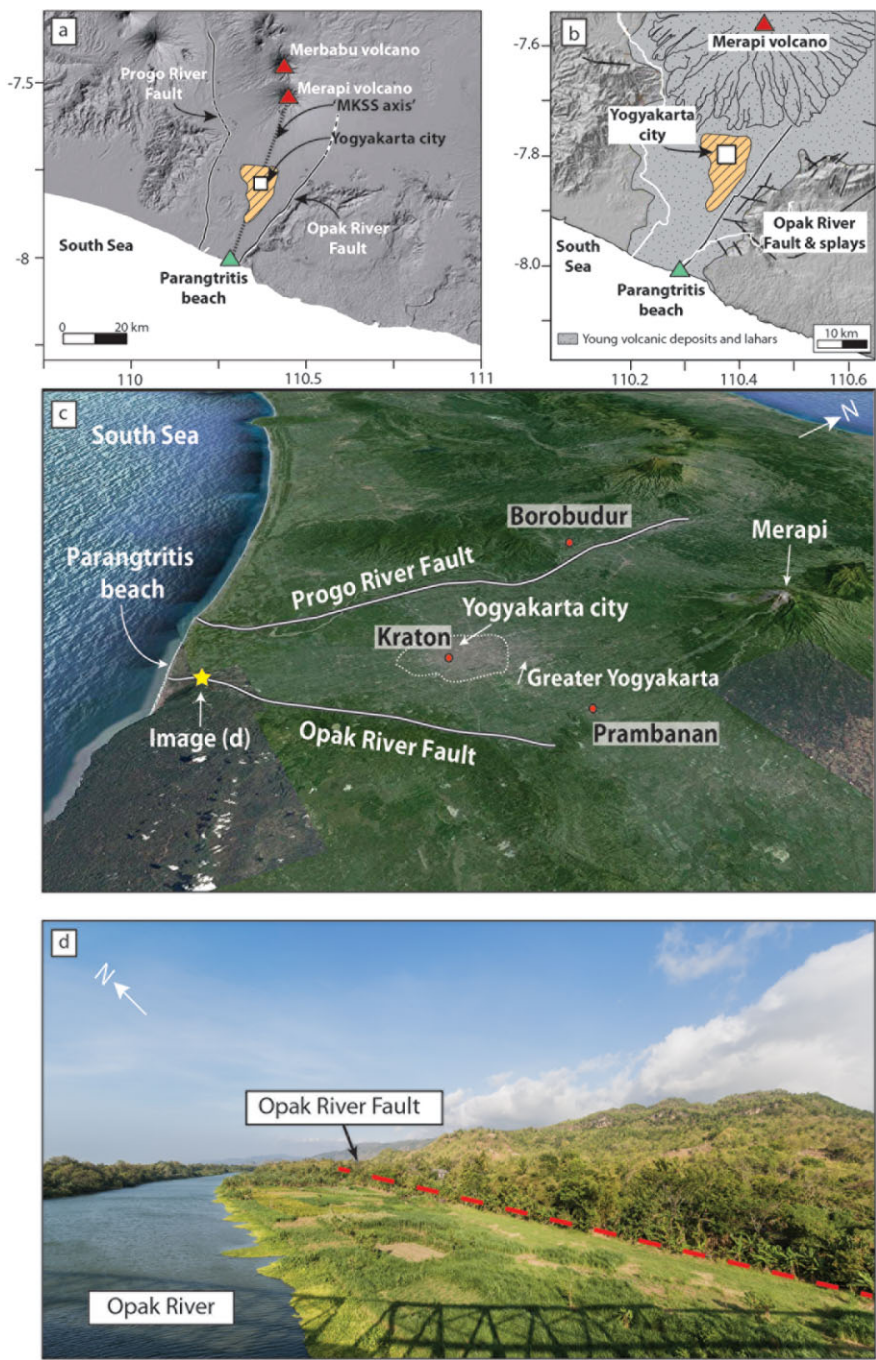 a
Merbabu volcano
Progo River
Fault
Merapi volcano
'MKSS axis'
Yogyakarta city
South Sea
Opak River
Fault
Parangtritis
beach
0 20 km
-7.5
-8
110
110.5
111
b
Merapi volcano
Yogyakarta
city
South
Sea
Opak River
Fault & splays
Parangtritis
beach
Young volcanic deposits and lahars
10 km
-7.6
-7.8
-8.0
110.2
110.4
110.6
c
South Sea
N
Borobudur
Merapi
Parangtritis
beach
Progo River Fault
Yogyakarta city
Kraton
Greater Yogyakarta
Image (d)
Opak River Fault
Prambanan
d
N
Opak River Fault
Opak River